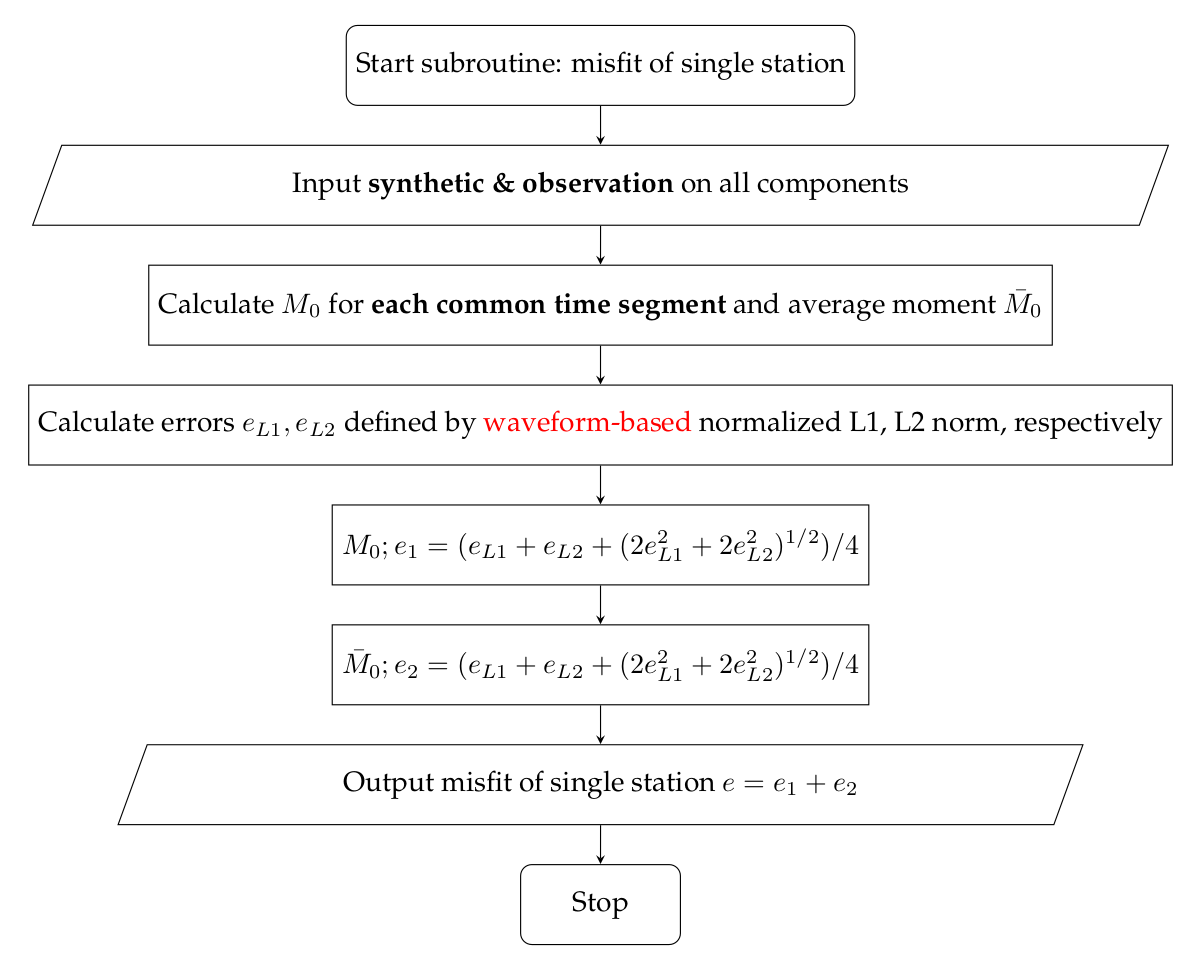 Start subroutine: misfit of single station
Input synthetic & observation on all components
Calculate $M_0$ for each common time segment and average moment $\bar{M}_0$
Calculate errors $e_{L1}, e_{L2}$ defined by waveform-based normalized L1, L2 norm, respectively
$M_0; e_1 = (e_{L1} + e_{L2} + (2e_{L1}^2 + 2e_{L2}^2)^{1/2})/4$
$\bar{M}_0; e_2 = (e_{L1} + e_{L2} + (2e_{L1}^2 + 2e_{L2}^2)^{1/2})/4$
Output misfit of single station $e = e_1 + e_2$
Stop